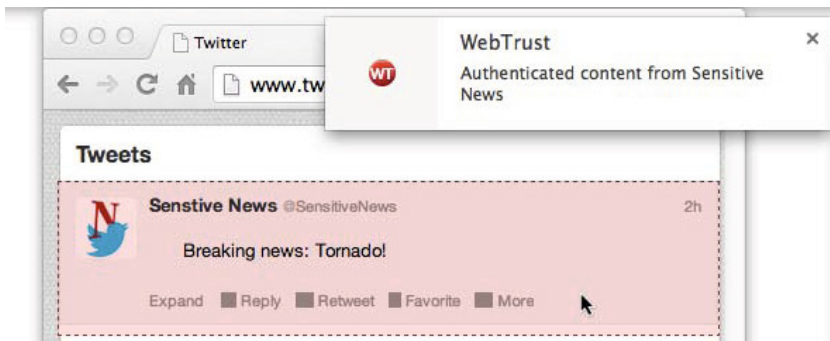 Twitter
www.tw
WT
WebTrust
Authenticated content from Sensitive
News
Tweets
N
Senstive News @SensitiveNews 2h
Breaking news: Tornado!
Expand Reply Retweet Favorite More